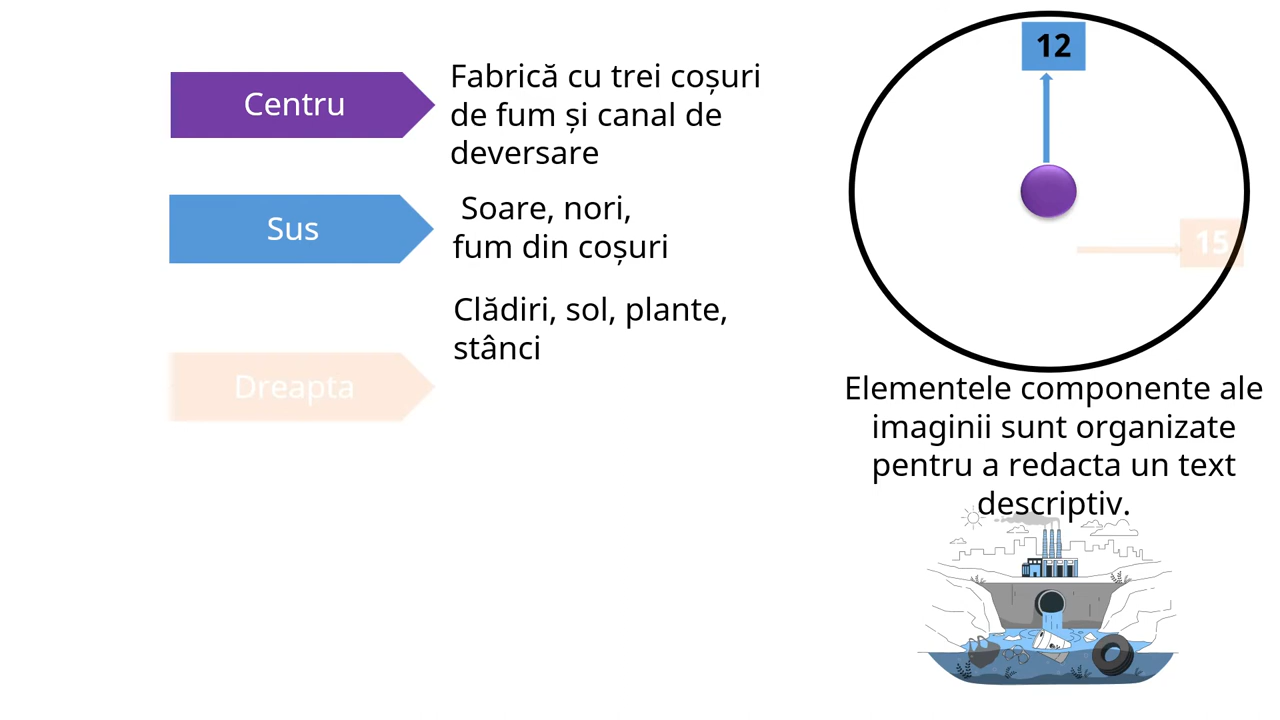 Centru
Fabrică cu trei coșuri
de fum și canal de
deversare
Sus
Soare, nori,
fum din coșuri
Clădiri, sol, plante,
stânci
Dreapta
12
15
Elementele componente ale
imaginii sunt organizate
pentru a redacta un text
descriptiv.